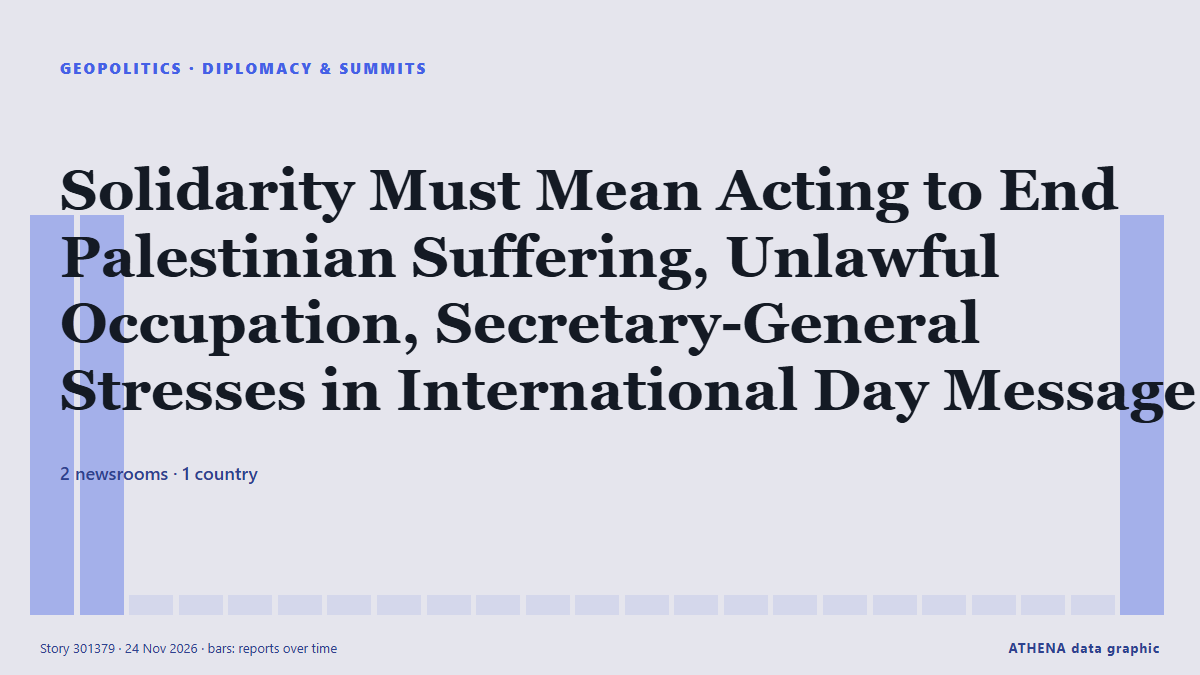 GEOPOLITICS · DIPLOMACY & SUMMITS
Solidarity Must Mean Acting to End
Palestinian Suffering, Unlawful
Occupation, Secretary-General
Stresses in International Day Message
2 newsrooms · 1 country
Story 301379 · 24 Nov 2026 · bars: reports over time
ATHENA data graphic